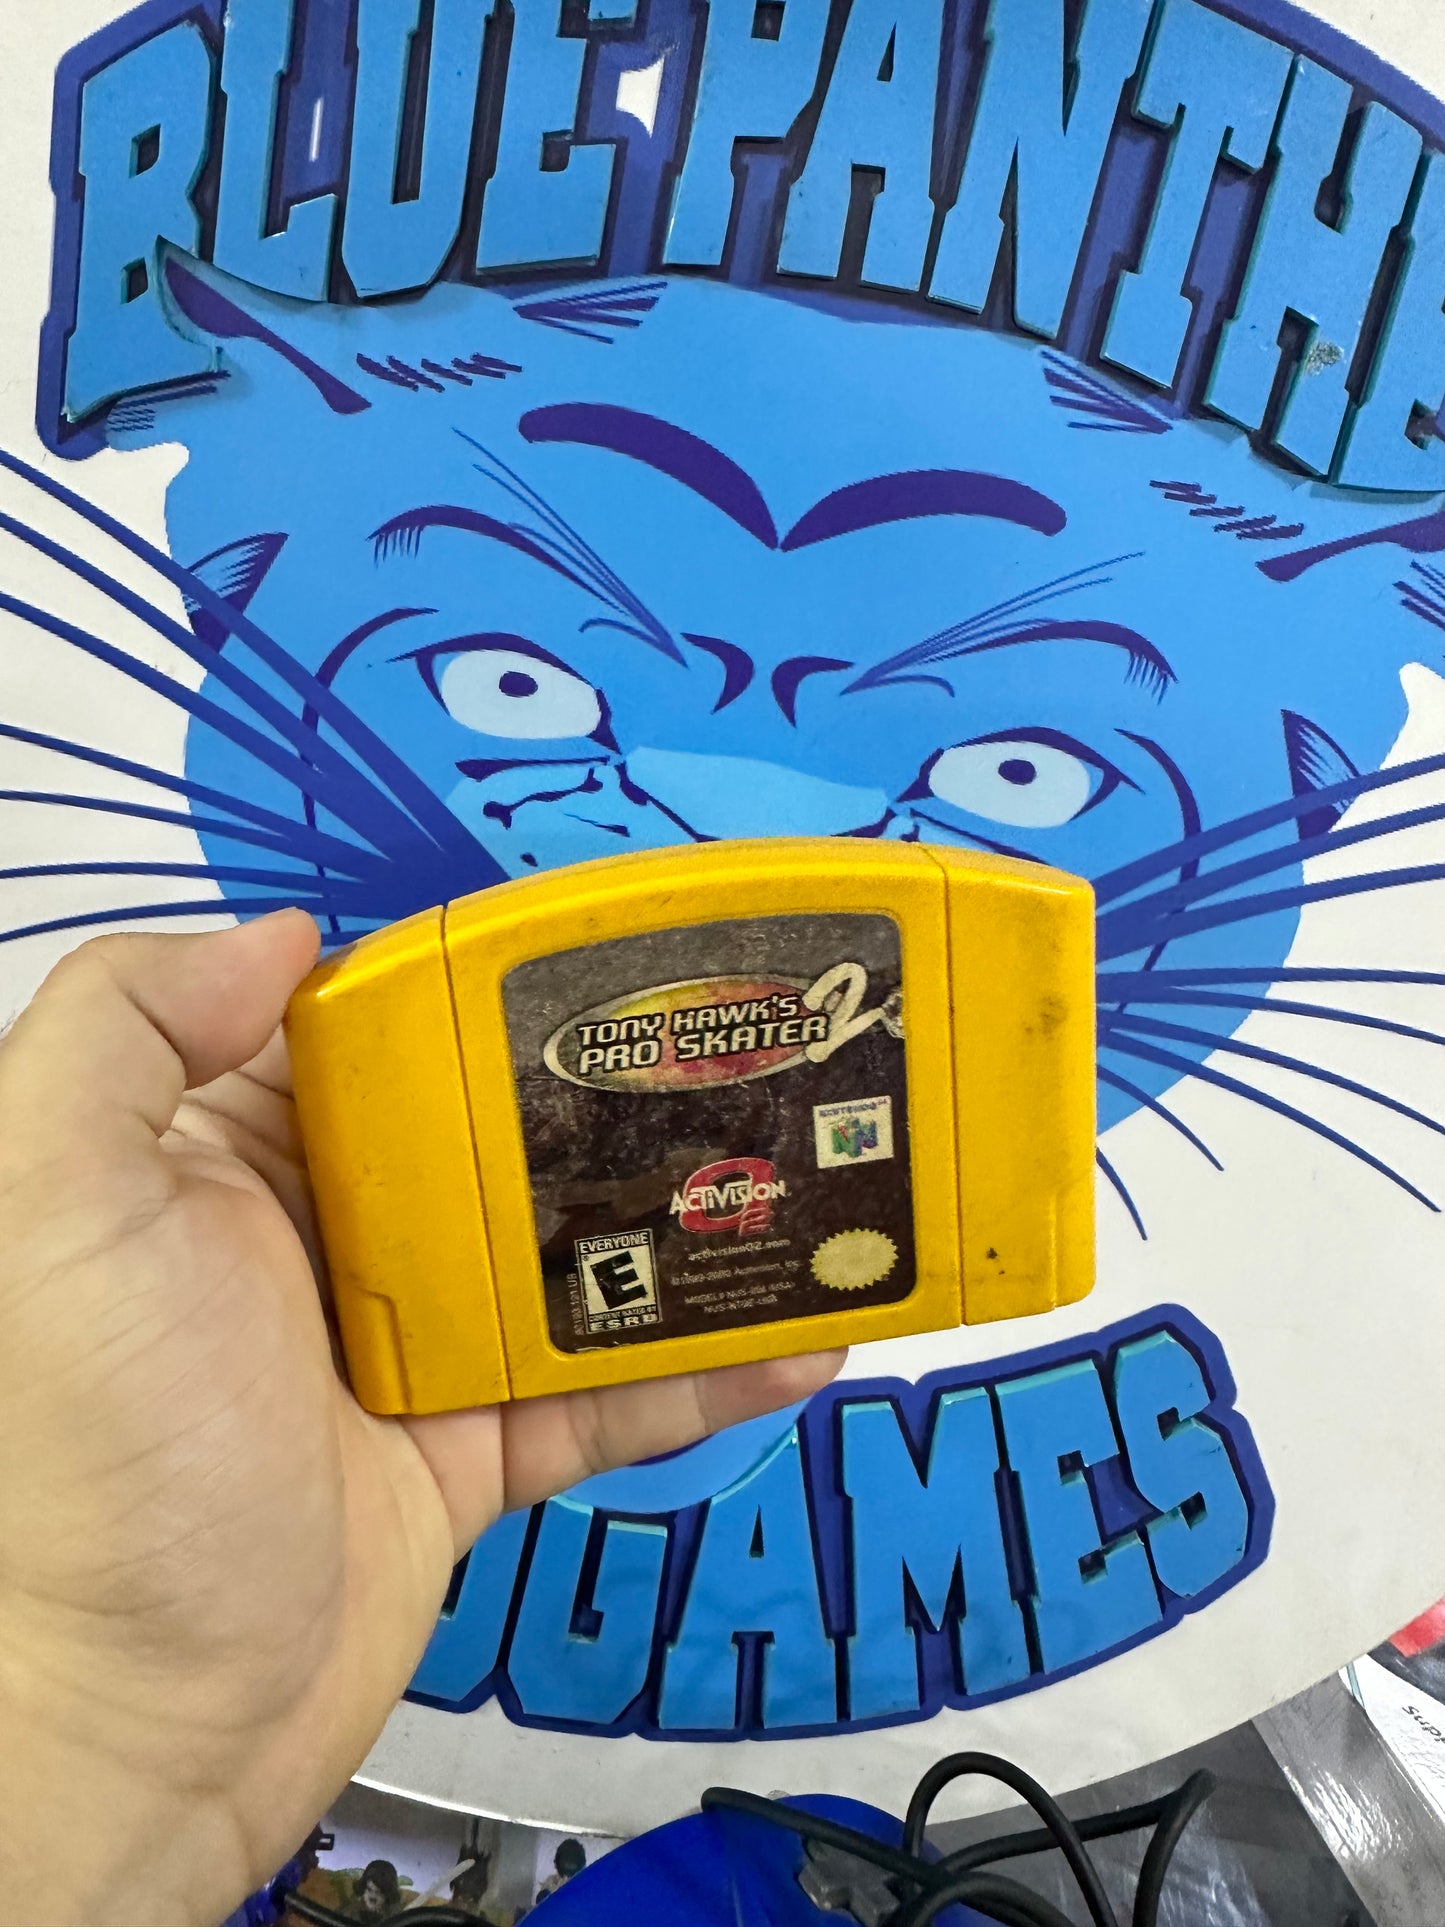 BLUE PANTHE
TONY HAWK'S
PRO SKATER 2
NINTENDO 64
ACTIVISION
O2
activisionO2.com
EVERYONE
E
CONTENT RATED BY
ESRB
GAMES